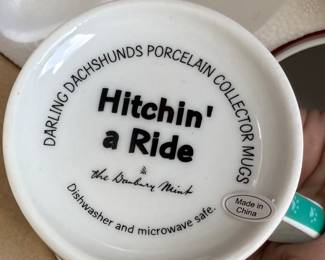 DARLING DACHSHUNDS PORCELAIN COLLECTOR MUGS
Hitchin'
a Ride
the Danbury Mint
Dishwasher and microwave safe.
Made in
China